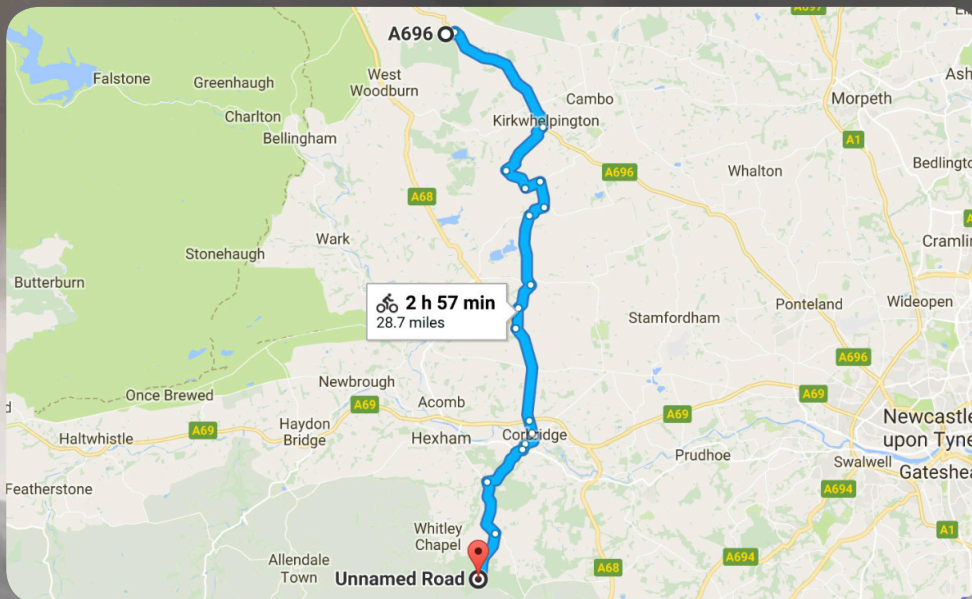 A697
A696
Falstone
Greenhaugh
West
Woodburn
Cambo
Morpeth
Charlton
Kirkwhelpington
Bellingham
A1
A696
Whalton
A68
Wark
Stonehaugh
Butterburn
2 h 57 min
28.7 miles
Stamfordham
Ponteland
Wideopen
A696
Newbrough
Once Brewed
A69
Acomb
A69
A69
Haydon
Bridge
Haltwhistle
A69
Hexham
Corbridge
Prudhoe
Newcastle
upon Tyne
Swalwell
Featherstone
A694
Whitley
Chapel
A1
Allendale
Town
A694
A68
Unnamed Road